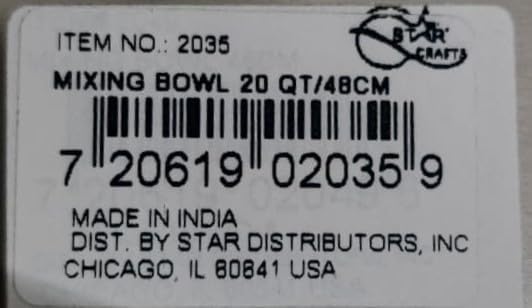 ITEM NO.: 2035
STAR
CRAFTS
MIXING BOWL 20 QT/48CM
7 20619 02035 9
MADE IN INDIA
DIST. BY STAR DISTRIBUTORS, INC
CHICAGO, IL 60641 USA